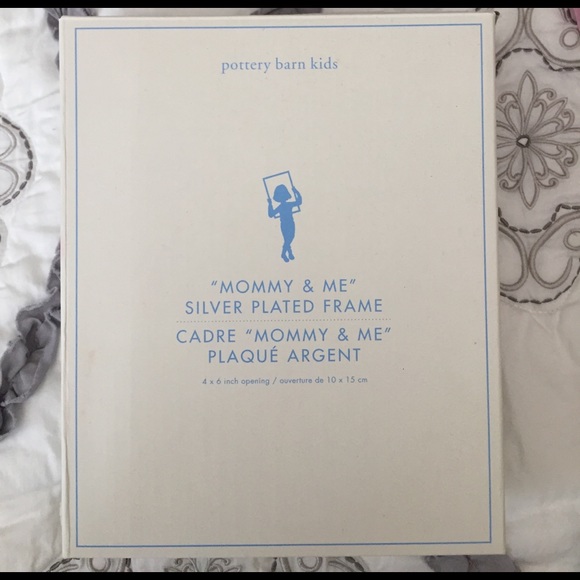 pottery barn kids
"MOMMY & ME"
SILVER PLATED FRAME
CADRE "MOMMY & ME"
PLAQUÉ ARGENT
4 x 6 inch opening / ouverture de 10 x 15 cm